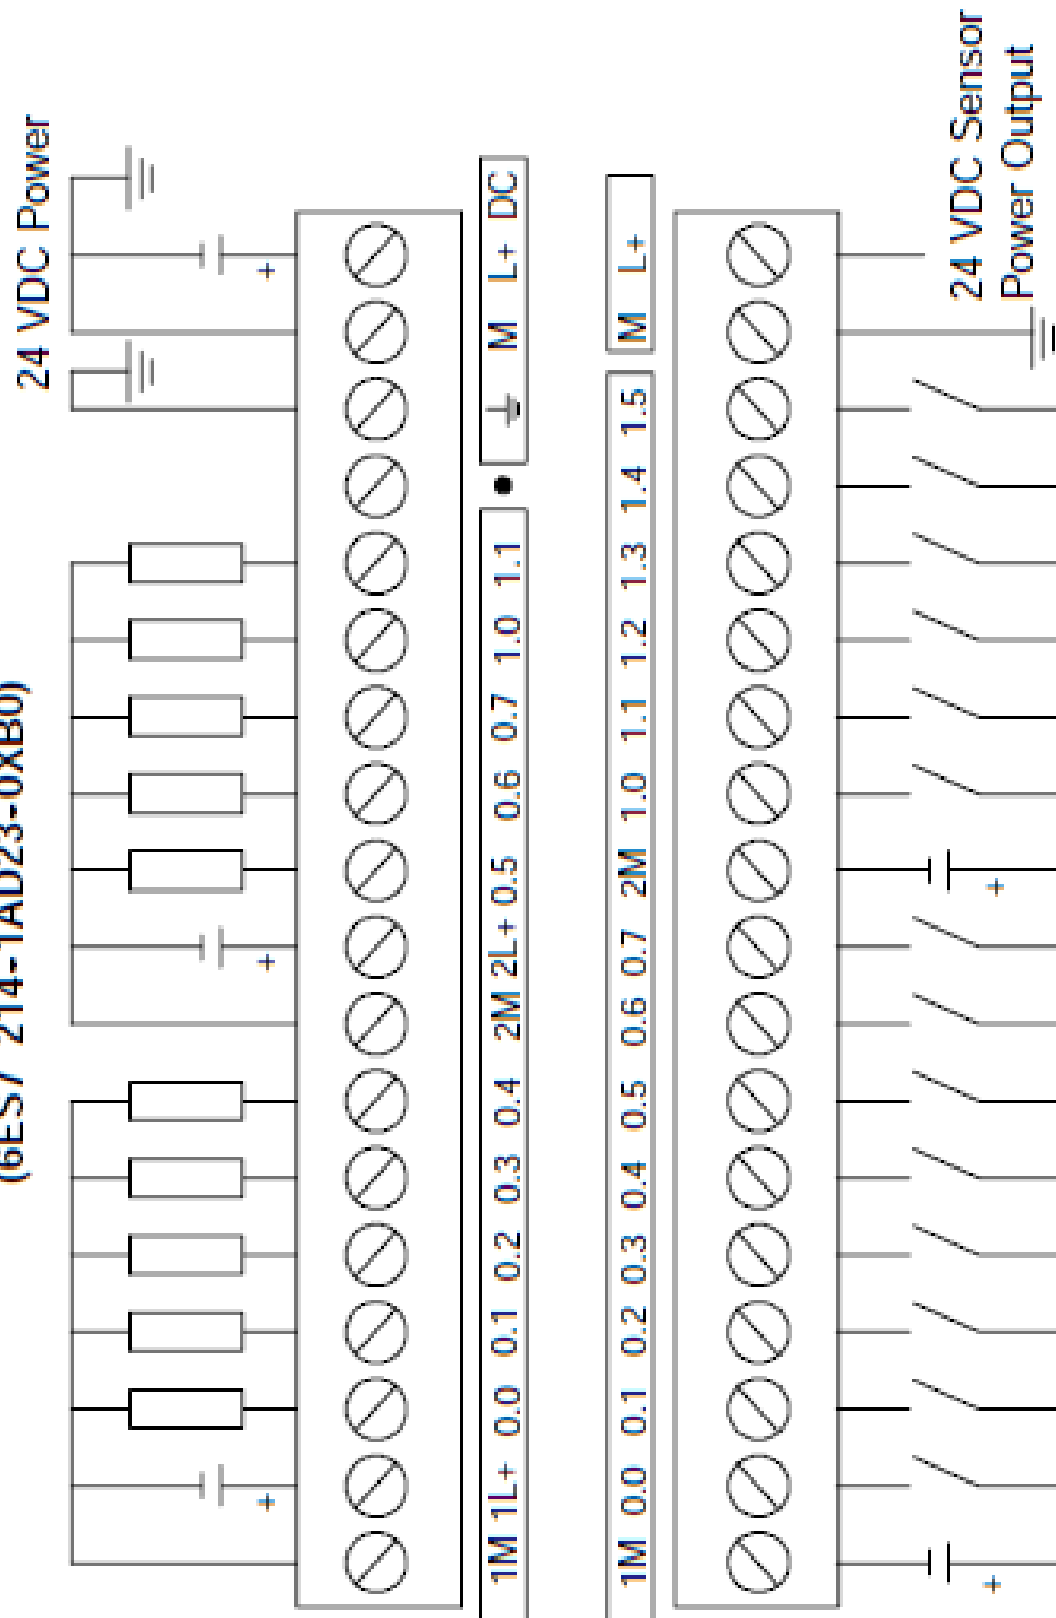 (6ES7 214-1AD23-0XB0)
24 VDC Power
+ + +
1M 1L+ 0.0 0.1 0.2 0.3 0.4 2M 2L+ 0.5 0.6 0.7 1.0 1.1 ● ⏚ M L+ DC
1M 0.0 0.1 0.2 0.3 0.4 0.5 0.6 0.7 2M 1.0 1.1 1.2 1.3 1.4 1.5 M L+
24 VDC Sensor
Power Output
+ +